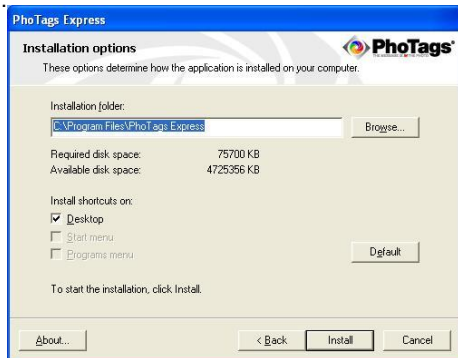 .
PhoTags Express
Installation options
These options determine how the application is installed on your computer.
PhoTags®
Installation folder:
C:\Program Files\PhoTags Express
Browse...
Required disk space: 75700 KB
Available disk space: 4725356 KB
Install shortcuts on:
Desktop
Start menu
Programs menu
Default
To start the installation, click Install.
About...
< Back
Install
Cancel